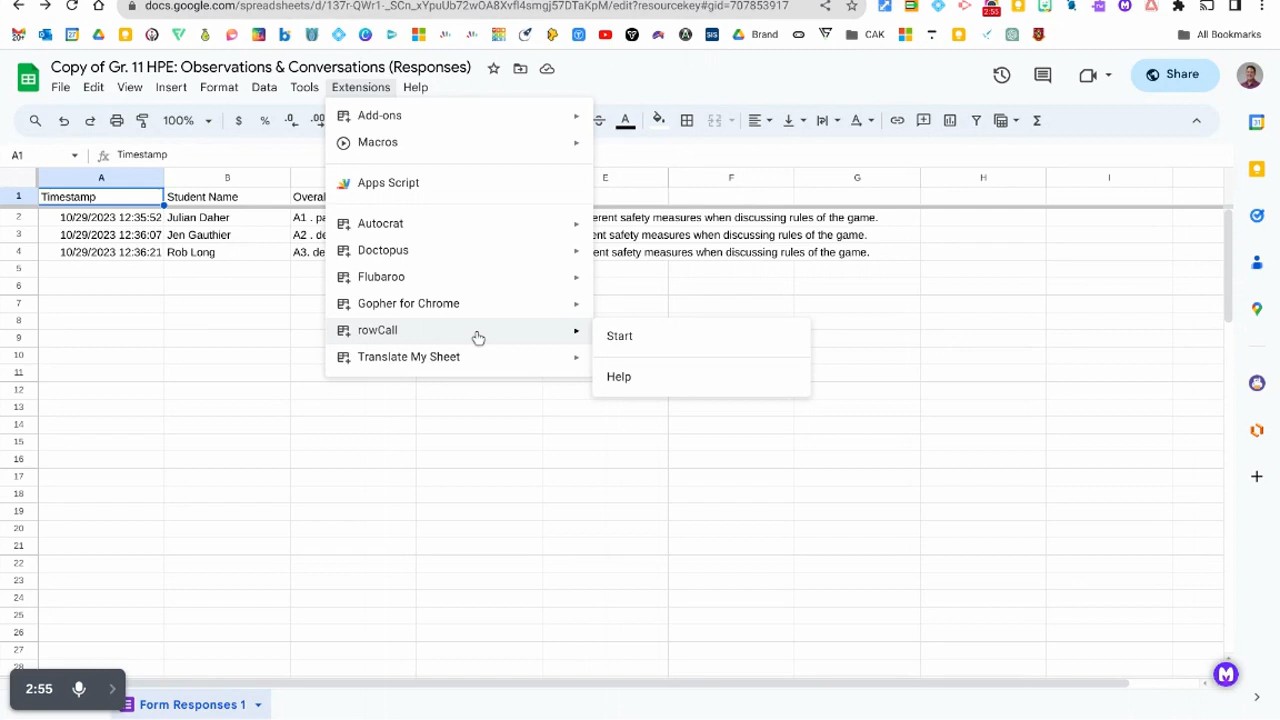 docs.google.com/spreadsheets/d/137r-QWr1-_SCn_xYpuUb72wOA8Xvfl4smgj57DTaKpM/edit?resourcekey#gid=707853917
2:55
SIS
Brand
CAK
All Bookmarks
Copy of Gr. 11 HPE: Observations & Conversations (Responses)
Share
File Edit View Insert Format Data Tools Extensions Help
100% $ % .0
A1 fx Timestamp
A B E F G H I
1 Timestamp Student Name Overal
2 10/29/2023 12:35:52 Julian Daher A1 . pa erent safety measures when discussing rules of the game.
3 10/29/2023 12:36:07 Jen Gauthier A2 . de ent safety measures when discussing rules of the game.
4 10/29/2023 12:36:21 Rob Long A3. de ent safety measures when discussing rules of the game.
5
6
7
8
9
10
11
12
13
14
15
16
17
18
19
20
21
22
23
24
25
26
27
28
Add-ons
Macros
Apps Script
Autocrat
Doctopus
Flubaroo
Gopher for Chrome
rowCall
Translate My Sheet
Start
Help
2:55
Form Responses 1